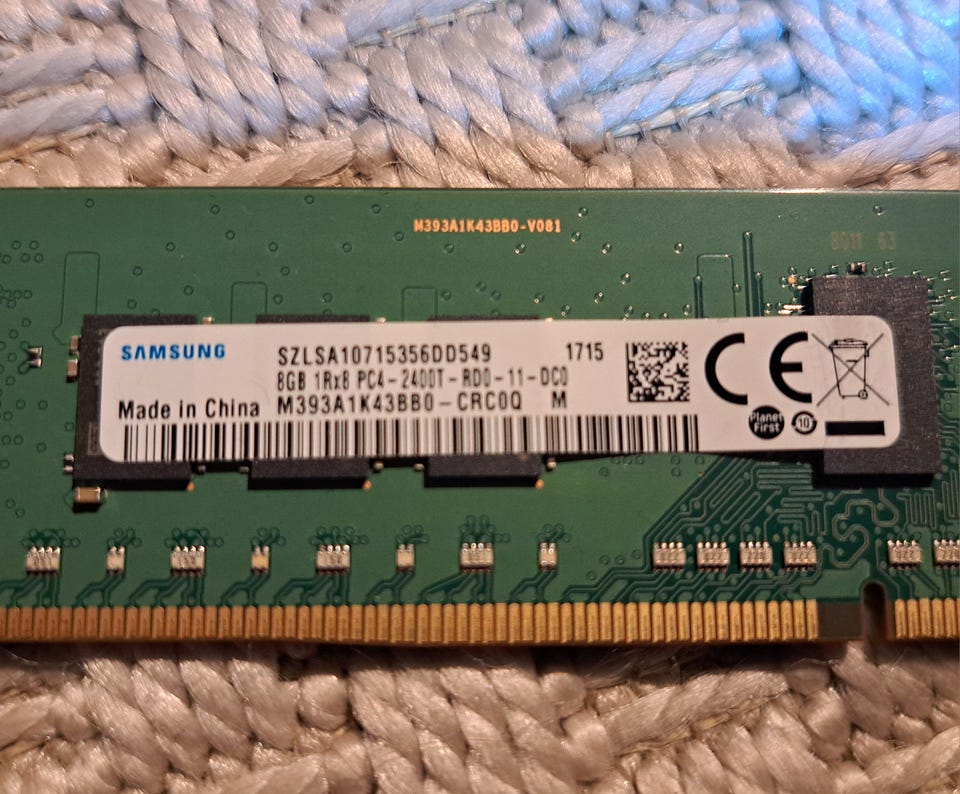 M393A1K43BB0-V081
8011 63
SAMSUNG SZLSA10715356DD549 1715
8GB 1Rx8 PC4-2400T-RD0-11-DC0
Made in China M393A1K43BB0-CRC0Q M
CE
Planet First
10